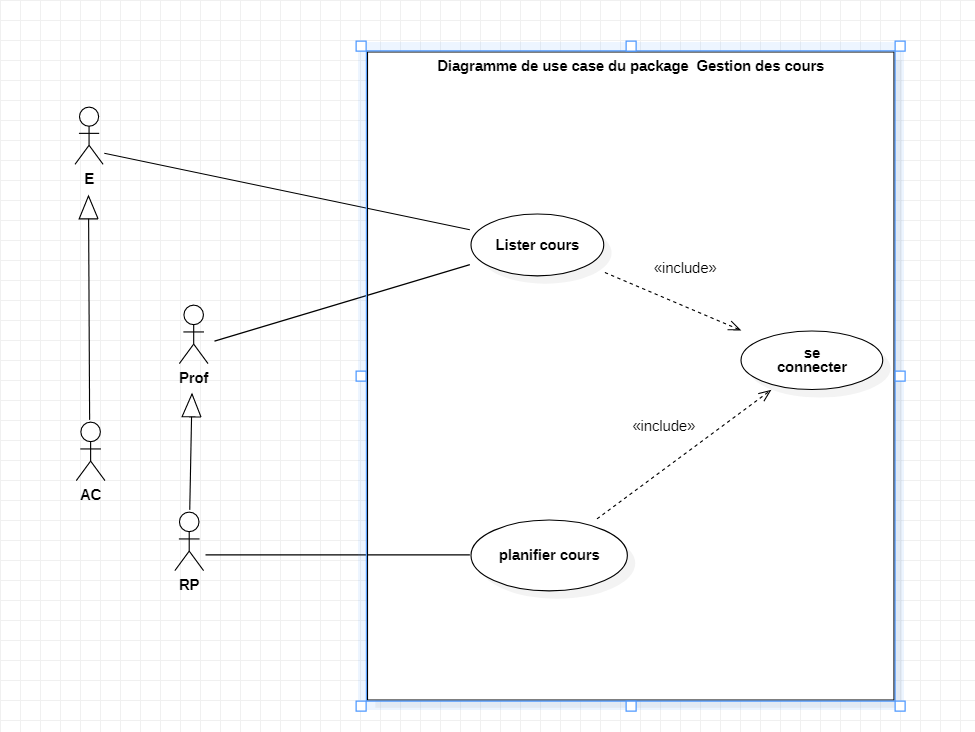 Diagramme de use case du package  Gestion des cours
E
Lister cours
«include»
se
connecter
Prof
«include»
AC
planifier cours
RP